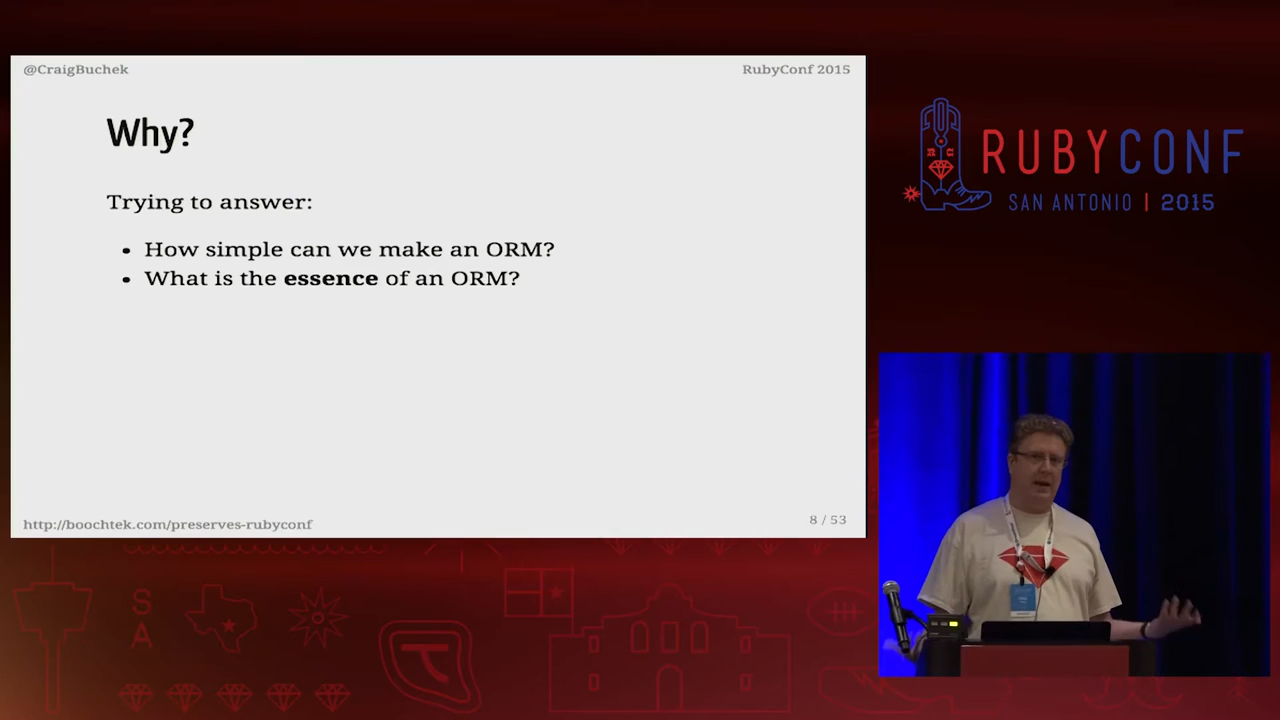 @CraigBuchek
RubyConf 2015
Why?
Trying to answer:
• How simple can we make an ORM?
• What is the essence of an ORM?
http://boochtek.com/preserves-rubyconf
8 / 53
RUBYCONF
SAN ANTONIO | 2015
S
A